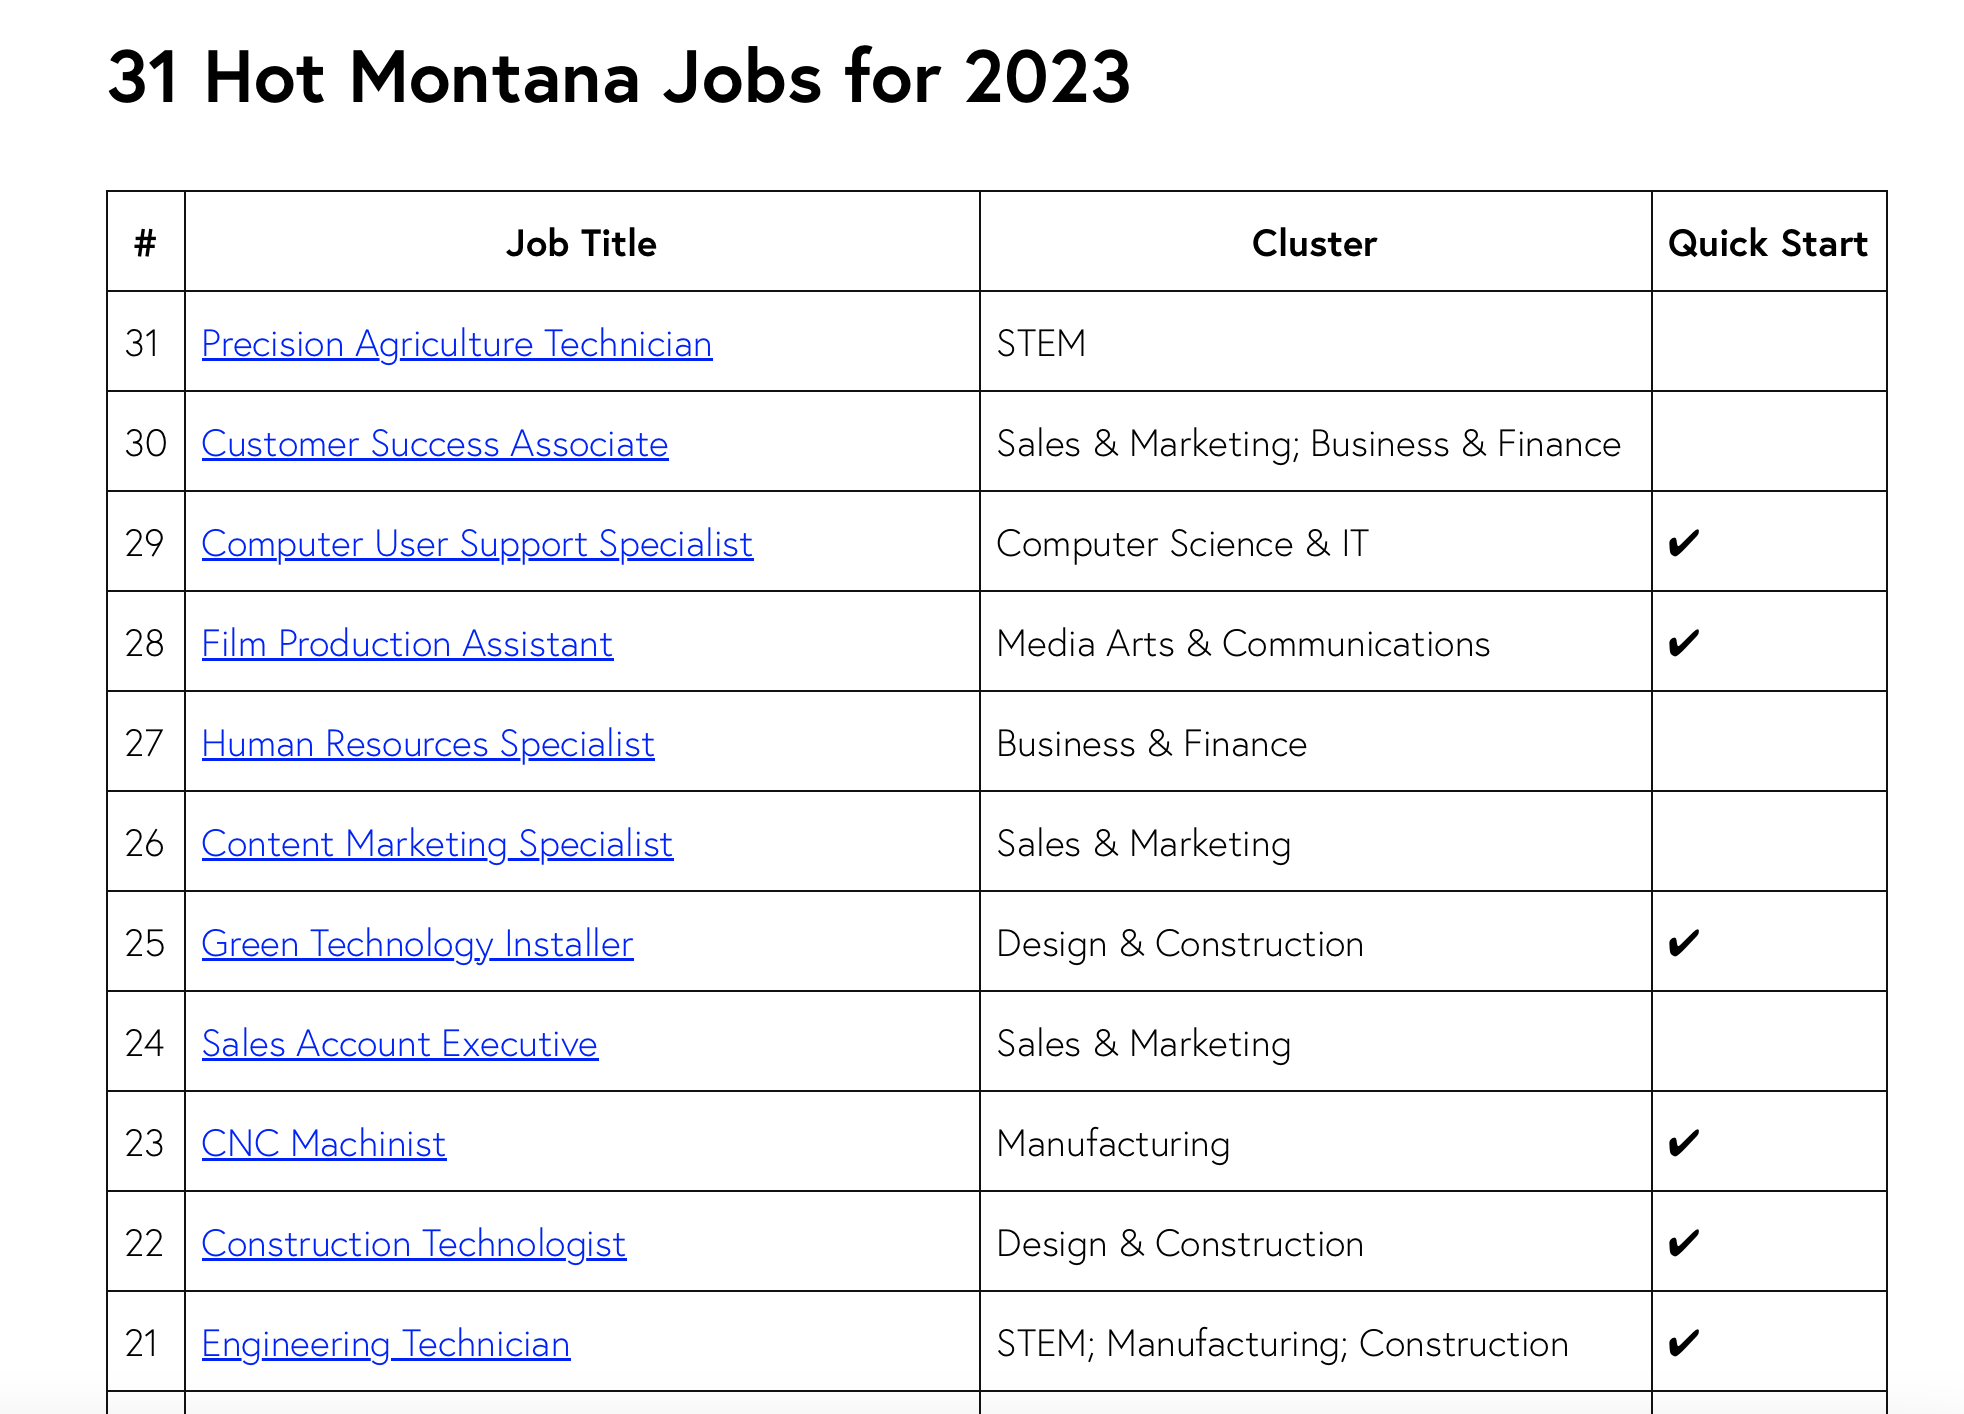 31 Hot Montana Jobs for 2023
# Job Title Cluster Quick Start
31 Precision Agriculture Technician STEM
30 Customer Success Associate Sales & Marketing; Business & Finance
29 Computer User Support Specialist Computer Science & IT ✔
28 Film Production Assistant Media Arts & Communications ✔
27 Human Resources Specialist Business & Finance
26 Content Marketing Specialist Sales & Marketing
25 Green Technology Installer Design & Construction ✔
24 Sales Account Executive Sales & Marketing
23 CNC Machinist Manufacturing ✔
22 Construction Technologist Design & Construction ✔
21 Engineering Technician STEM; Manufacturing; Construction ✔